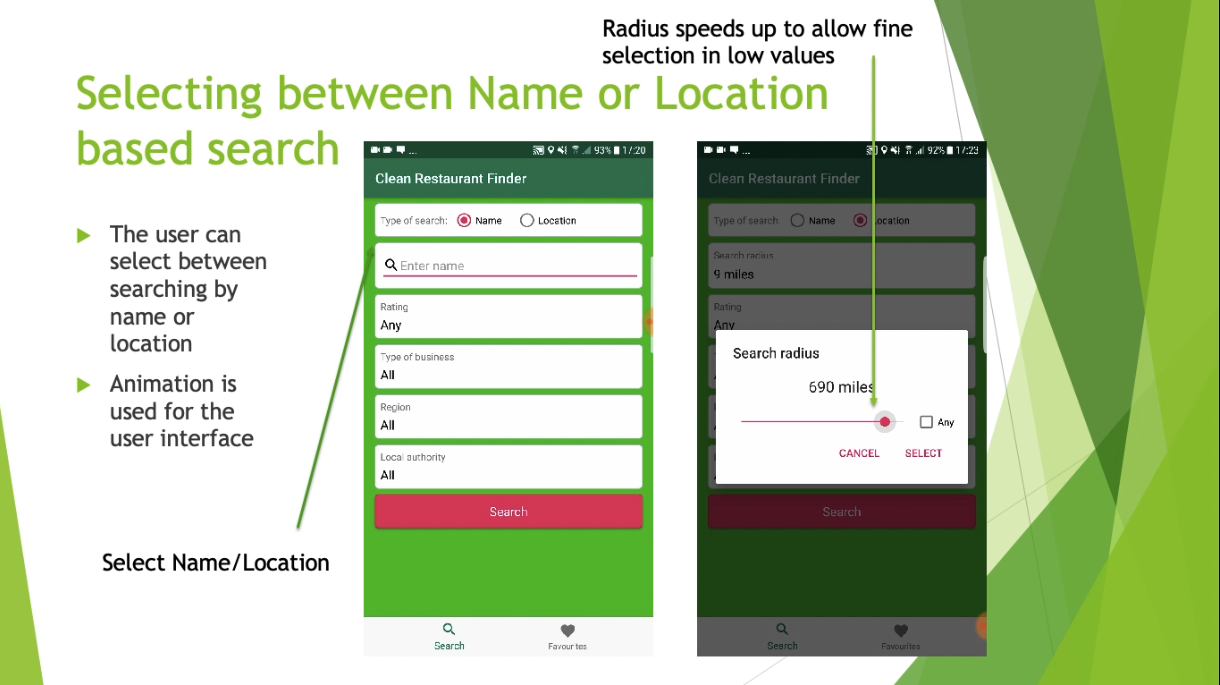 Radius speeds up to allow fine
selection in low values
Selecting between Name or Location
based search
The user can
select between
searching by
name or
location
Animation is
used for the
user interface
Select Name/Location
93% 17:20
Clean Restaurant Finder
Type of search: Name Location
Enter name
Rating
Any
Type of business
All
Region
All
Local authority
All
Search
Search Favourites
92% 17:23
Clean Restaurant Finder
Type of search: Name Location
Search radius
9 miles
Rating
Any
Search radius
690 miles
Any
CANCEL SELECT
Search
Search Favourites